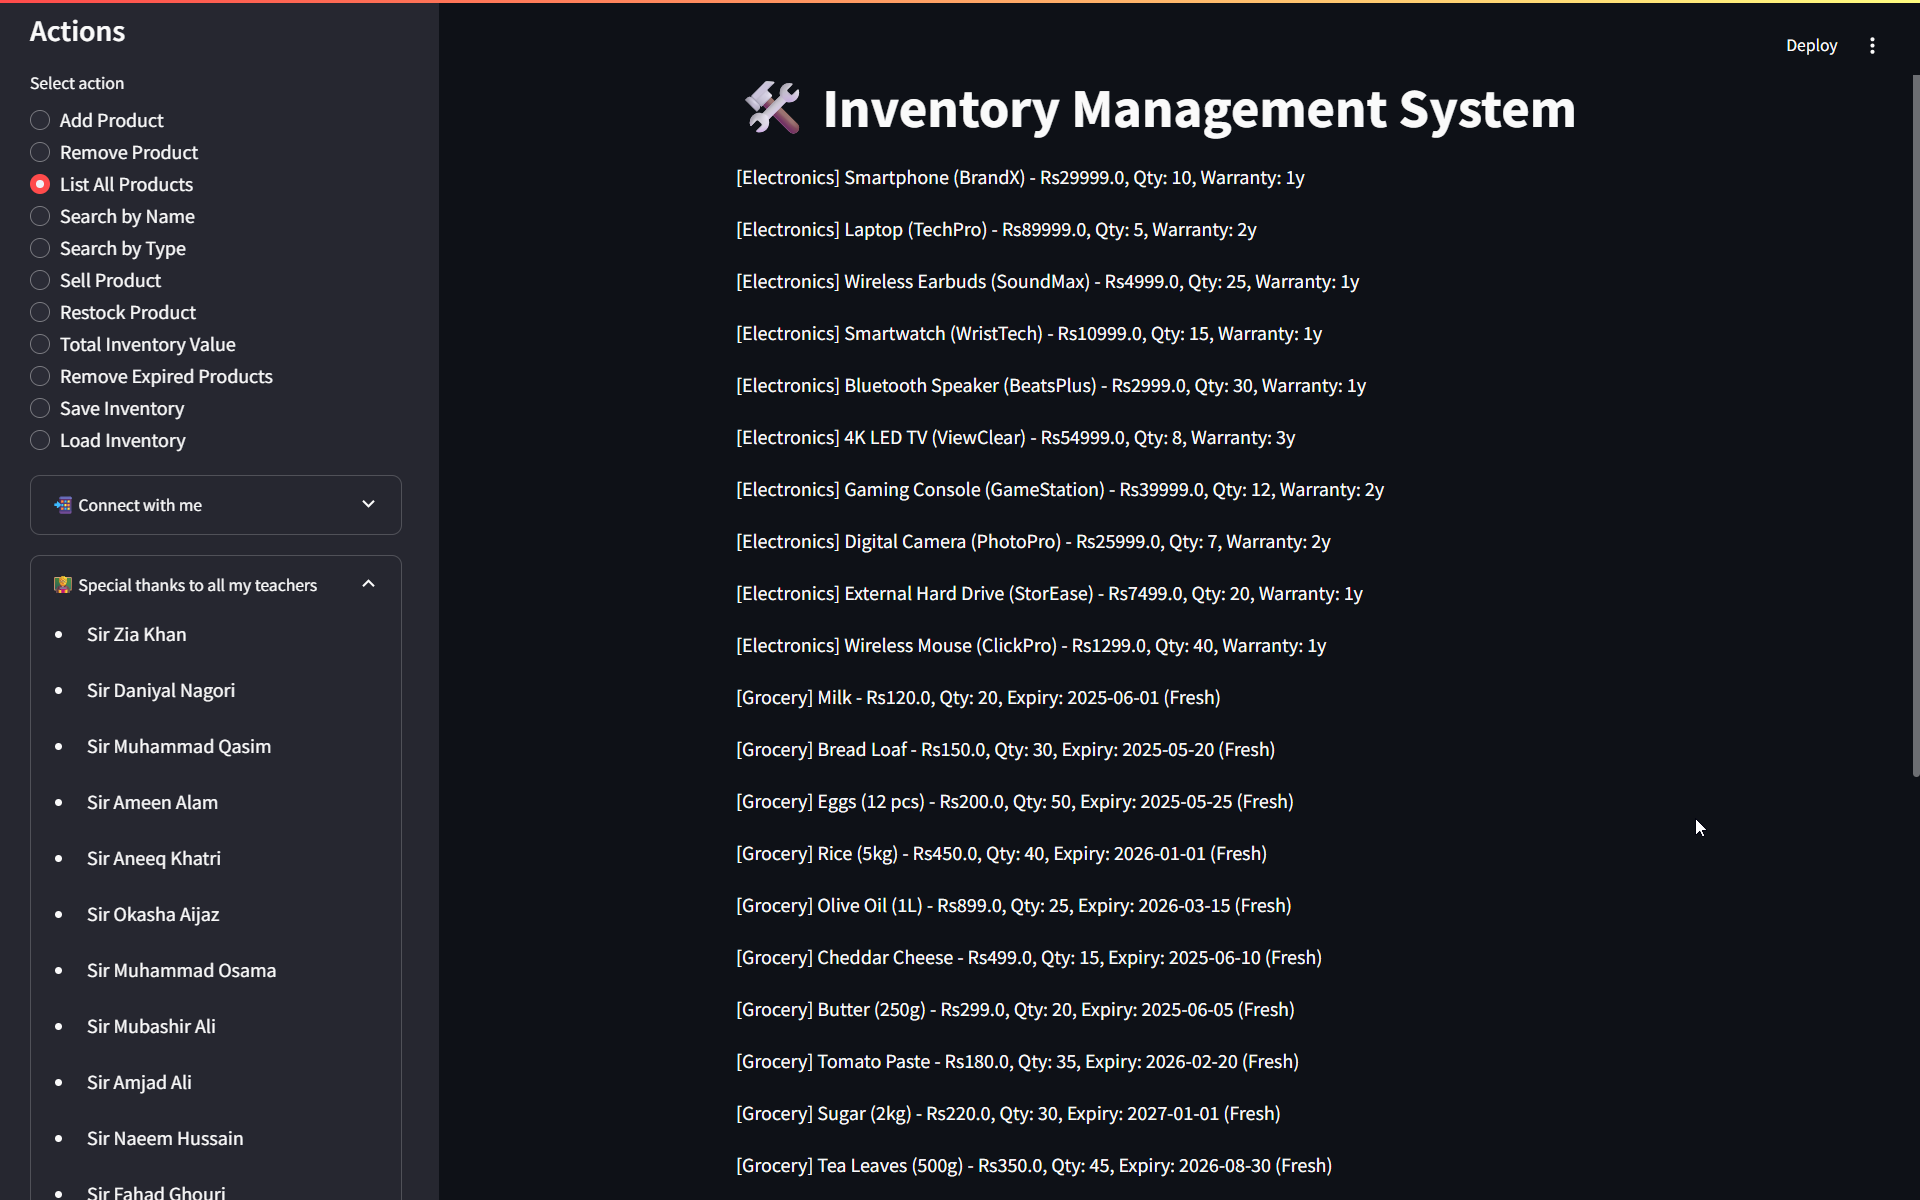 Actions
Select action
Add Product
Remove Product
List All Products
Search by Name
Search by Type
Sell Product
Restock Product
Total Inventory Value
Remove Expired Products
Save Inventory
Load Inventory
Connect with me
Special thanks to all my teachers
Sir Zia Khan
Sir Daniyal Nagori
Sir Muhammad Qasim
Sir Ameen Alam
Sir Aneeq Khatri
Sir Okasha Aijaz
Sir Muhammad Osama
Sir Mubashir Ali
Sir Amjad Ali
Sir Naeem Hussain
Sir Fahad Ghouri
Deploy
Inventory Management System
[Electronics] Smartphone (BrandX) - Rs29999.0, Qty: 10, Warranty: 1y
[Electronics] Laptop (TechPro) - Rs89999.0, Qty: 5, Warranty: 2y
[Electronics] Wireless Earbuds (SoundMax) - Rs4999.0, Qty: 25, Warranty: 1y
[Electronics] Smartwatch (WristTech) - Rs10999.0, Qty: 15, Warranty: 1y
[Electronics] Bluetooth Speaker (BeatsPlus) - Rs2999.0, Qty: 30, Warranty: 1y
[Electronics] 4K LED TV (ViewClear) - Rs54999.0, Qty: 8, Warranty: 3y
[Electronics] Gaming Console (GameStation) - Rs39999.0, Qty: 12, Warranty: 2y
[Electronics] Digital Camera (PhotoPro) - Rs25999.0, Qty: 7, Warranty: 2y
[Electronics] External Hard Drive (StorEase) - Rs7499.0, Qty: 20, Warranty: 1y
[Electronics] Wireless Mouse (ClickPro) - Rs1299.0, Qty: 40, Warranty: 1y
[Grocery] Milk - Rs120.0, Qty: 20, Expiry: 2025-06-01 (Fresh)
[Grocery] Bread Loaf - Rs150.0, Qty: 30, Expiry: 2025-05-20 (Fresh)
[Grocery] Eggs (12 pcs) - Rs200.0, Qty: 50, Expiry: 2025-05-25 (Fresh)
[Grocery] Rice (5kg) - Rs450.0, Qty: 40, Expiry: 2026-01-01 (Fresh)
[Grocery] Olive Oil (1L) - Rs899.0, Qty: 25, Expiry: 2026-03-15 (Fresh)
[Grocery] Cheddar Cheese - Rs499.0, Qty: 15, Expiry: 2025-06-10 (Fresh)
[Grocery] Butter (250g) - Rs299.0, Qty: 20, Expiry: 2025-06-05 (Fresh)
[Grocery] Tomato Paste - Rs180.0, Qty: 35, Expiry: 2026-02-20 (Fresh)
[Grocery] Sugar (2kg) - Rs220.0, Qty: 30, Expiry: 2027-01-01 (Fresh)
[Grocery] Tea Leaves (500g) - Rs350.0, Qty: 45, Expiry: 2026-08-30 (Fresh)